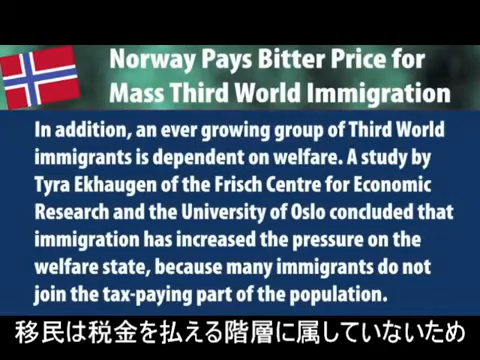 Norway Pays Bitter Price for
Mass Third World Immigration
In addition, an ever growing group of Third World
immigrants is dependent on welfare. A study by
Tyra Ekhaugen of the Frisch Centre for Economic
Research and the University of Oslo concluded that
immigration has increased the pressure on the
welfare state, because many immigrants do not
join the tax-paying part of the population.
移民は税金を払える階層に属していないため